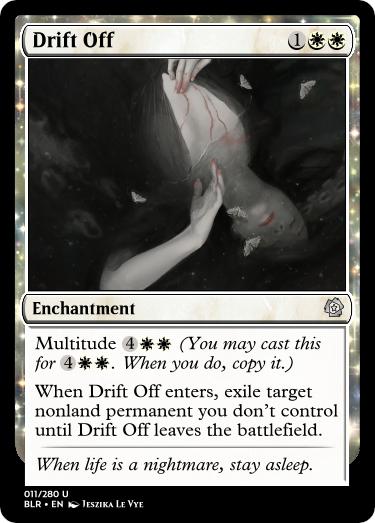 Drift Off 1
Enchantment
Multitude 4 (You may cast this
for 4. When you do, copy it.)
When Drift Off enters, exile target
nonland permanent you don't control
until Drift Off leaves the battlefield.
When life is a nightmare, stay asleep.
011/280 U
BLR • EN Jeszika Le Vye